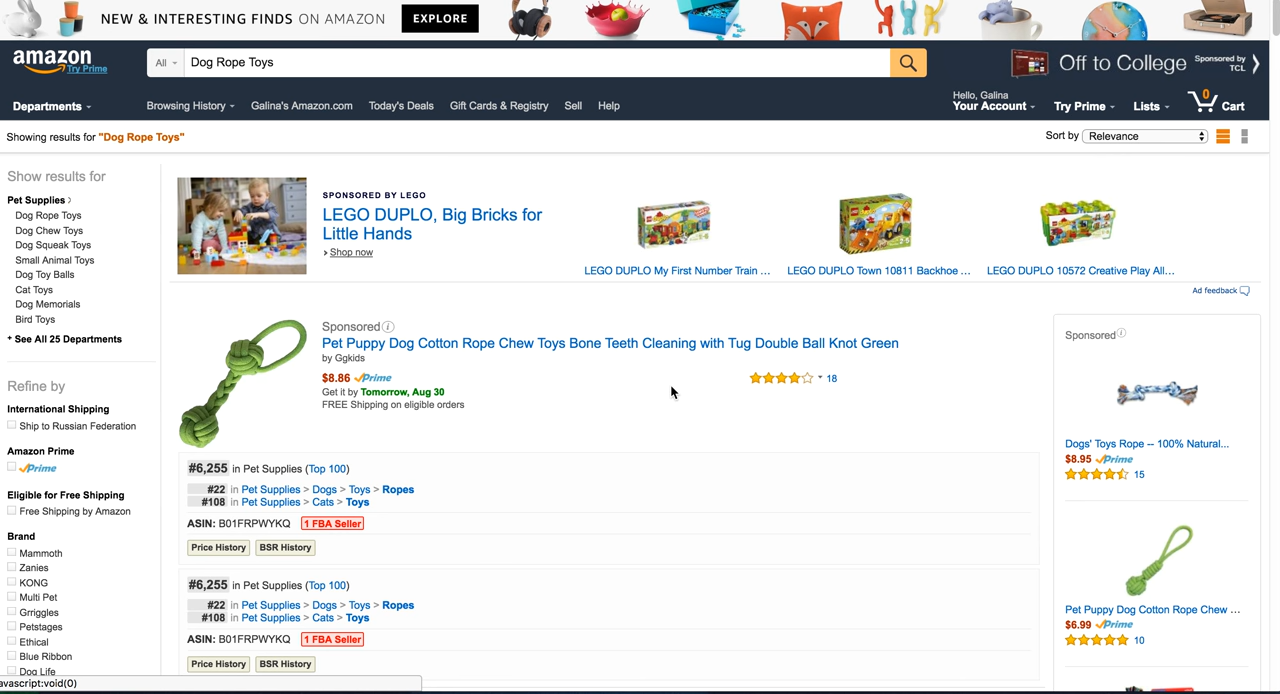 NEW & INTERESTING FINDS ON AMAZON EXPLORE
amazon
Try Prime
All
Dog Rope Toys
Off to College
Sponsored by
TCL
Departments
Browsing History
Galina's Amazon.com
Today's Deals
Gift Cards & Registry
Sell
Help
Hello, Galina
Your Account
Try Prime
Lists
0
Cart
Showing results for "Dog Rope Toys"
Sort by Relevance
Show results for
Pet Supplies
Dog Rope Toys
Dog Chew Toys
Dog Squeak Toys
Small Animal Toys
Dog Toy Balls
Cat Toys
Dog Memorials
Bird Toys
+ See All 25 Departments
Refine by
International Shipping
Ship to Russian Federation
Amazon Prime
Prime
Eligible for Free Shipping
Free Shipping by Amazon
Brand
Mammoth
Zanies
KONG
Multi Pet
Grriggles
Petstages
Ethical
Blue Ribbon
Dog Life
avascript:void(0)
SPONSORED BY LEGO
LEGO DUPLO, Big Bricks for
Little Hands
› Shop now
LEGO DUPLO My First Number Train ...
LEGO DUPLO Town 10811 Backhoe ...
LEGO DUPLO 10572 Creative Play All...
Ad feedback
Sponsored
Pet Puppy Dog Cotton Rope Chew Toys Bone Teeth Cleaning with Tug Double Ball Knot Green
by Ggkids
$8.86 Prime
Get it by Tomorrow, Aug 30
FREE Shipping on eligible orders
18
#6,255 in Pet Supplies (Top 100)
#22 in Pet Supplies > Dogs > Toys > Ropes
#108 in Pet Supplies > Cats > Toys
ASIN: B01FRPWYKQ 1 FBA Seller
Price History BSR History
#6,255 in Pet Supplies (Top 100)
#22 in Pet Supplies > Dogs > Toys > Ropes
#108 in Pet Supplies > Cats > Toys
ASIN: B01FRPWYKQ 1 FBA Seller
Price History BSR History
Sponsored
Dogs' Toys Rope -- 100% Natural...
$8.95 Prime
15
Pet Puppy Dog Cotton Rope Chew ...
$6.99 Prime
10